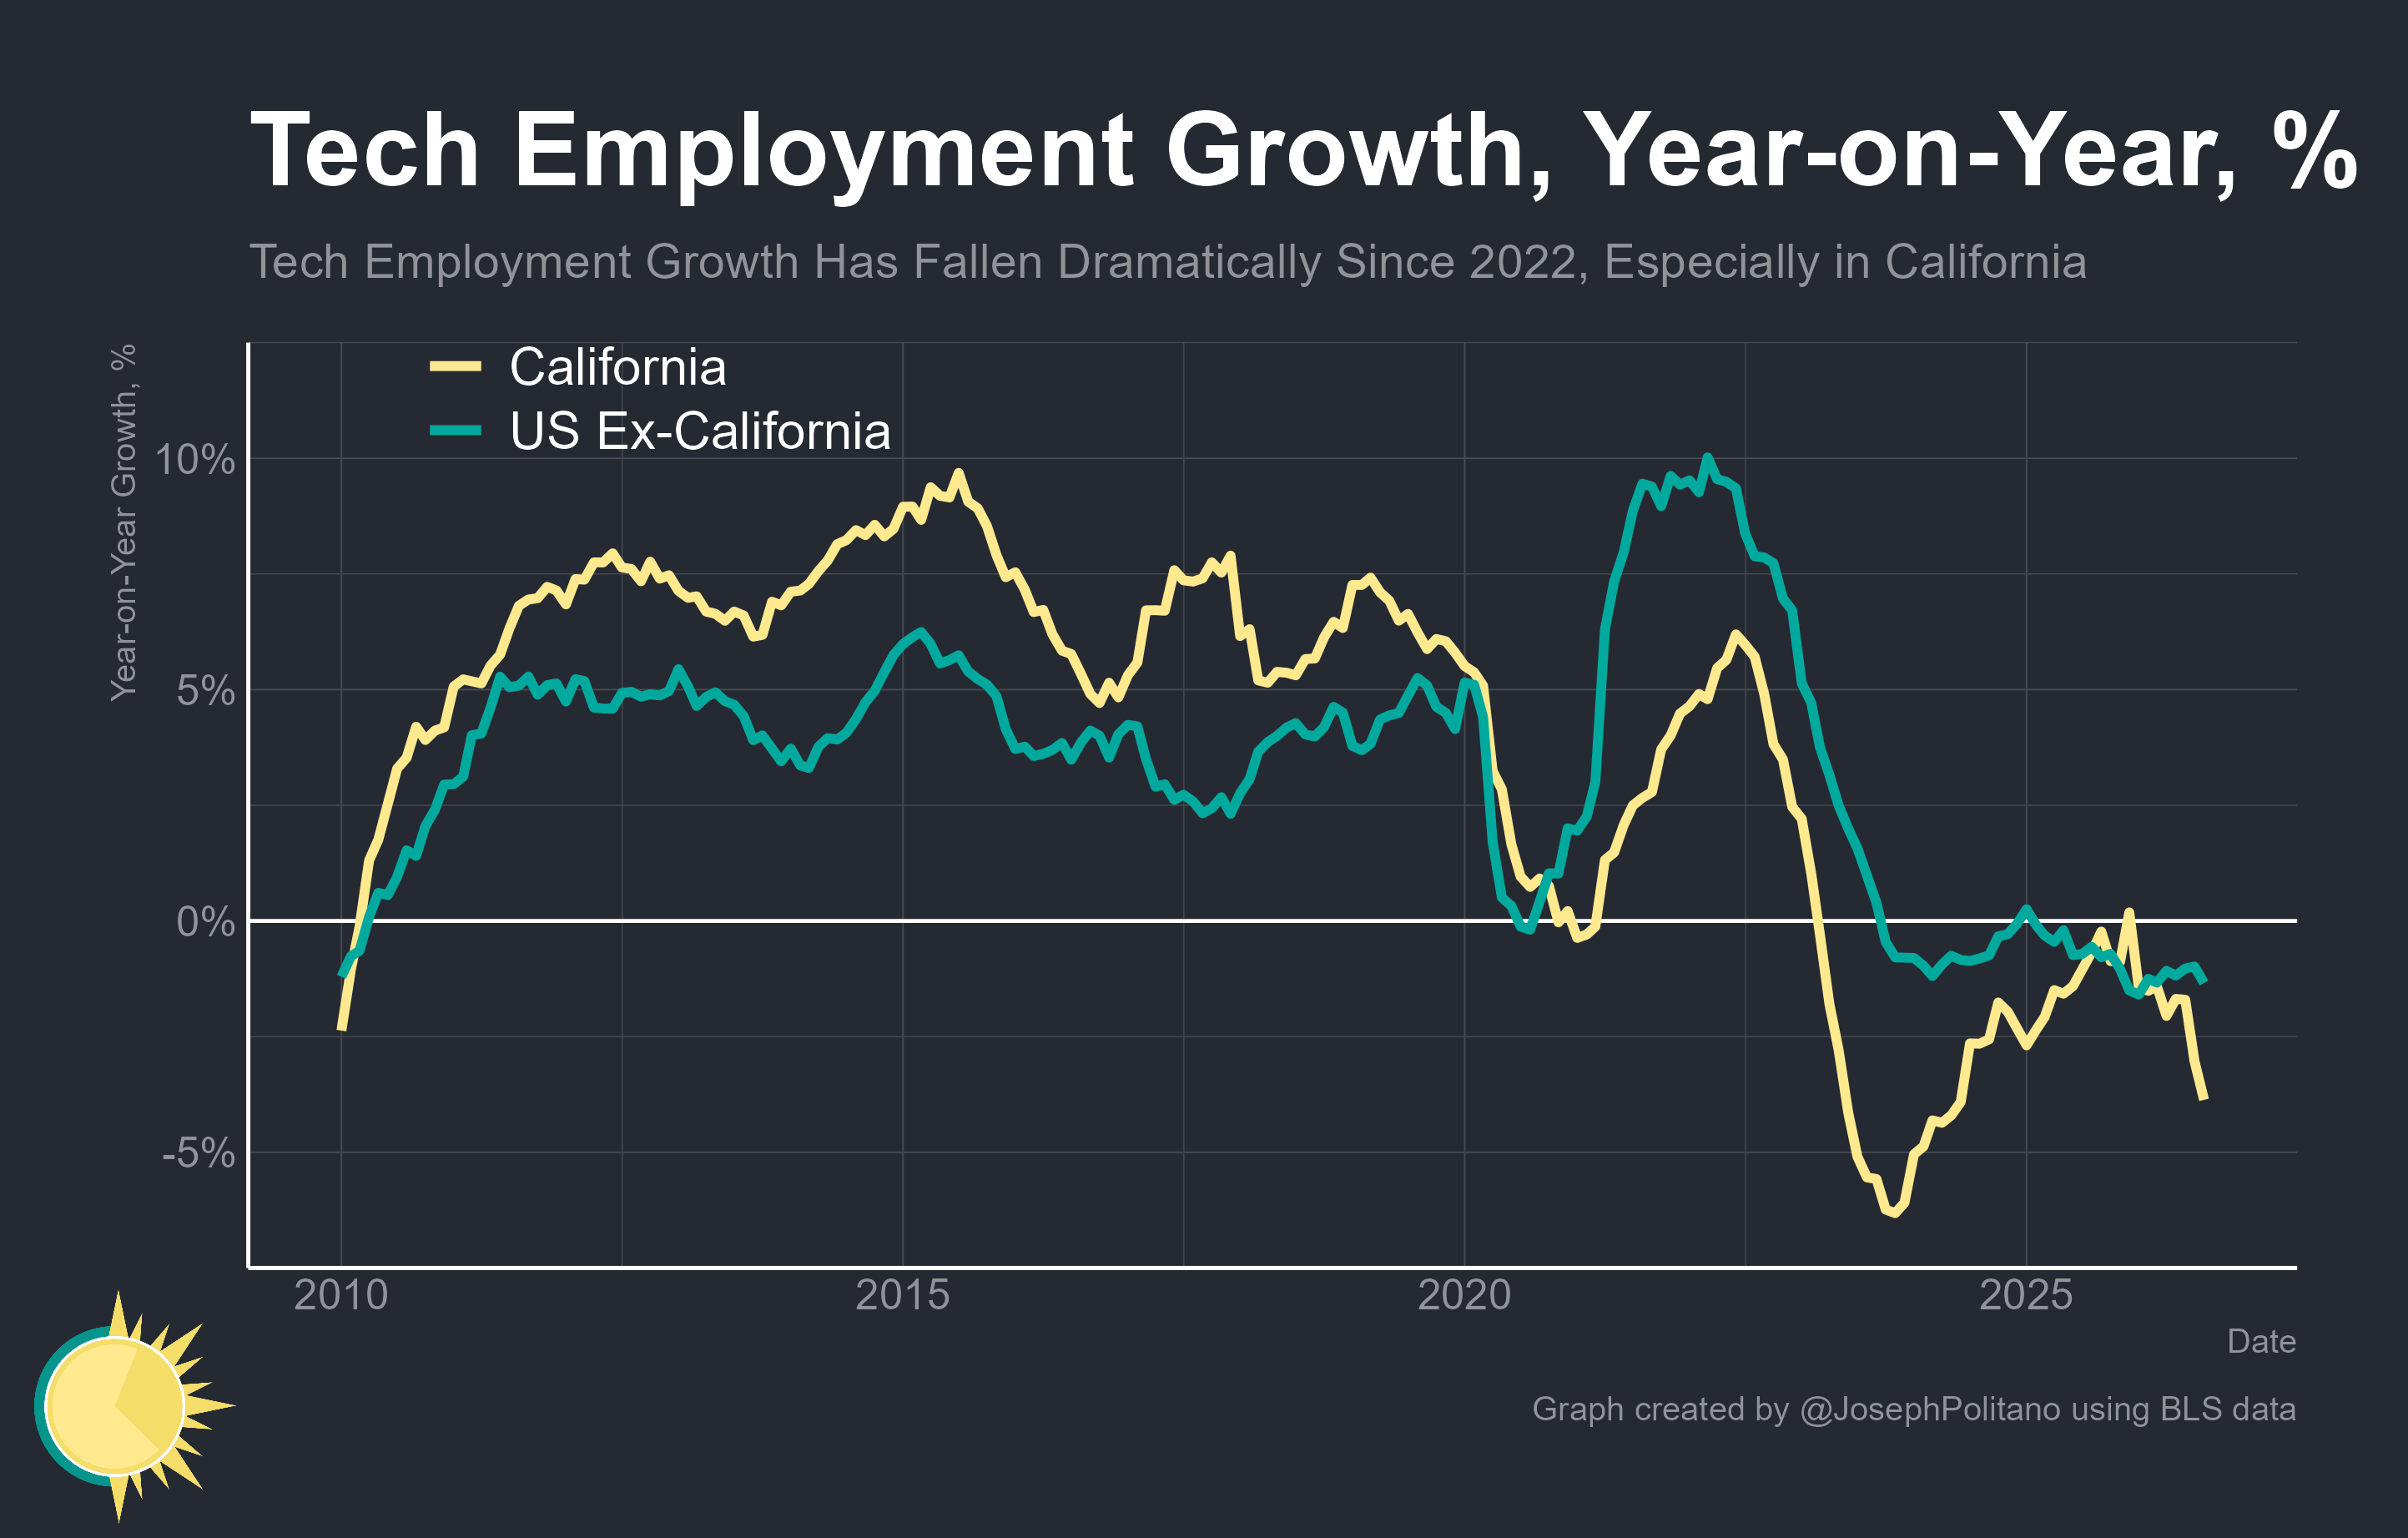 Tech Employment Growth, Year-on-Year, %
Tech Employment Growth Has Fallen Dramatically Since 2022, Especially in California
Year-on-Year Growth, %
California
US Ex-California
10%
5%
0%
-5%
2010 2015 2020 2025
Date
Graph created by @JosephPolitano using BLS data